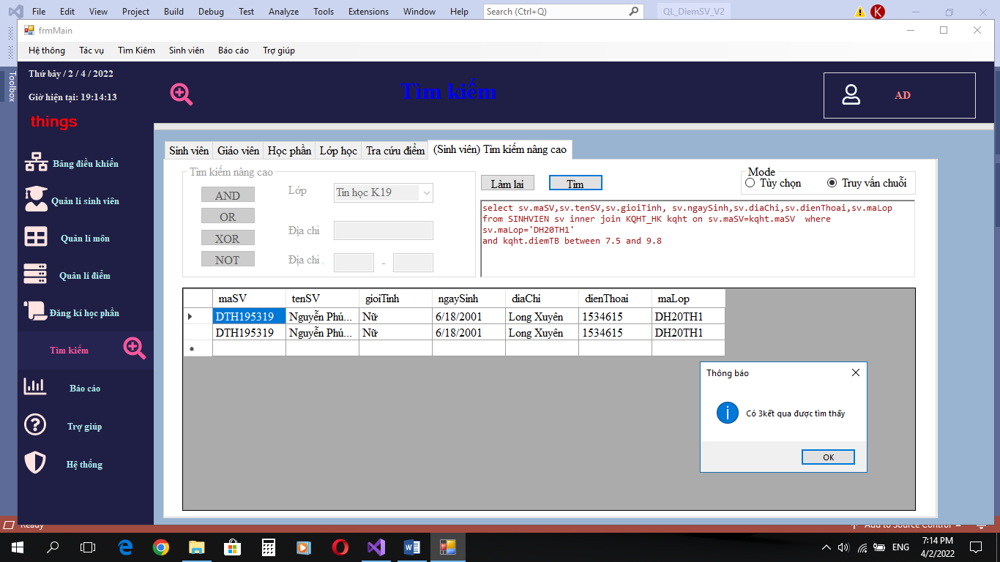 File Edit View Project Build Debug Test Analyze Tools Extensions Window Help Search (Ctrl+Q) QL_DiemSV_V2 K
frmMain
Hệ thông Tác vụ Tìm Kiêm Sinh viên Báo cáo Trợ giúp
Toolbox
Thứ bảy / 2 / 4 / 2022
Giờ hiện tại: 19:14:13
things
Tìm kiếm
AD
Bảng điều khiển
Quản lí sinh viên
Quản lí môn
Quản lí điểm
Đăng kí học phần
Tìm kiếm
Báo cáo
Trợ giúp
Hệ thống
Sinh viên Giáo viên Học phần Lớp học Tra cứu điểm (Sinh viên) Tìm kiếm nâng cao
Tìm kiếm nâng cao
AND
OR
XOR
NOT
Lớp Tin học K19
Địa chỉ
Địa chỉ -
Làm lại Tìm
Mode
Tùy chọn Truy vấn chuỗi
select sv.maSV,sv.tenSV,sv.gioiTinh, sv.ngaySinh,sv.diaChi,sv.dienThoai,sv.maLop
from SINHVIEN sv inner join KQHT_HK kqht on sv.maSV=kqht.maSV where
sv.maLop='DH20TH1'
and kqht.diemTB between 7.5 and 9.8
maSV tenSV gioiTinh ngaySinh diaChi dienThoai maLop
DTH195319 Nguyễn Phú... Nữ 6/18/2001 Long Xuyên 1534615 DH20TH1
DTH195319 Nguyễn Phú... Nữ 6/18/2001 Long Xuyên 1534615 DH20TH1
Thông báo
Có 3kết qua được tìm thấy
OK
Ready Add to Source Control
ENG 7:14 PM
4/2/2022